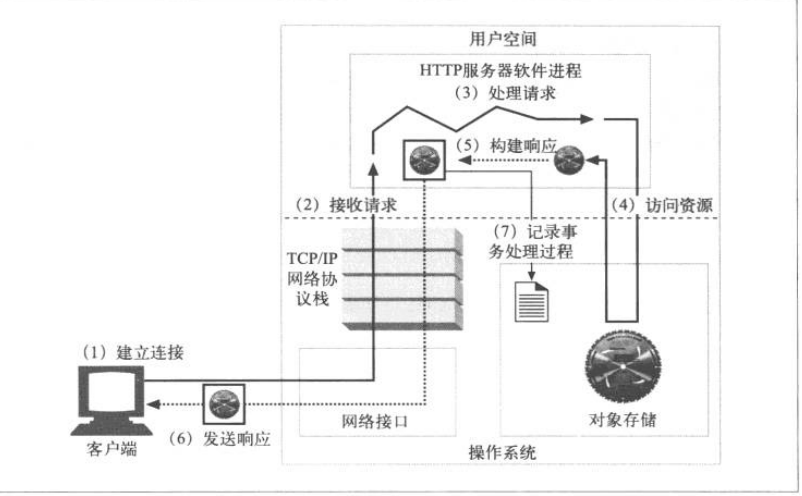 用户空间
HTTP服务器软件进程
（3）处理请求
（5）构建响应
（2）接收请求
（4）访问资源
（7）记录事
务处理过程
TCP/IP
网络协
议栈
（1）建立连接
网络接口
对象存储
（6）发送响应
客户端
操作系统